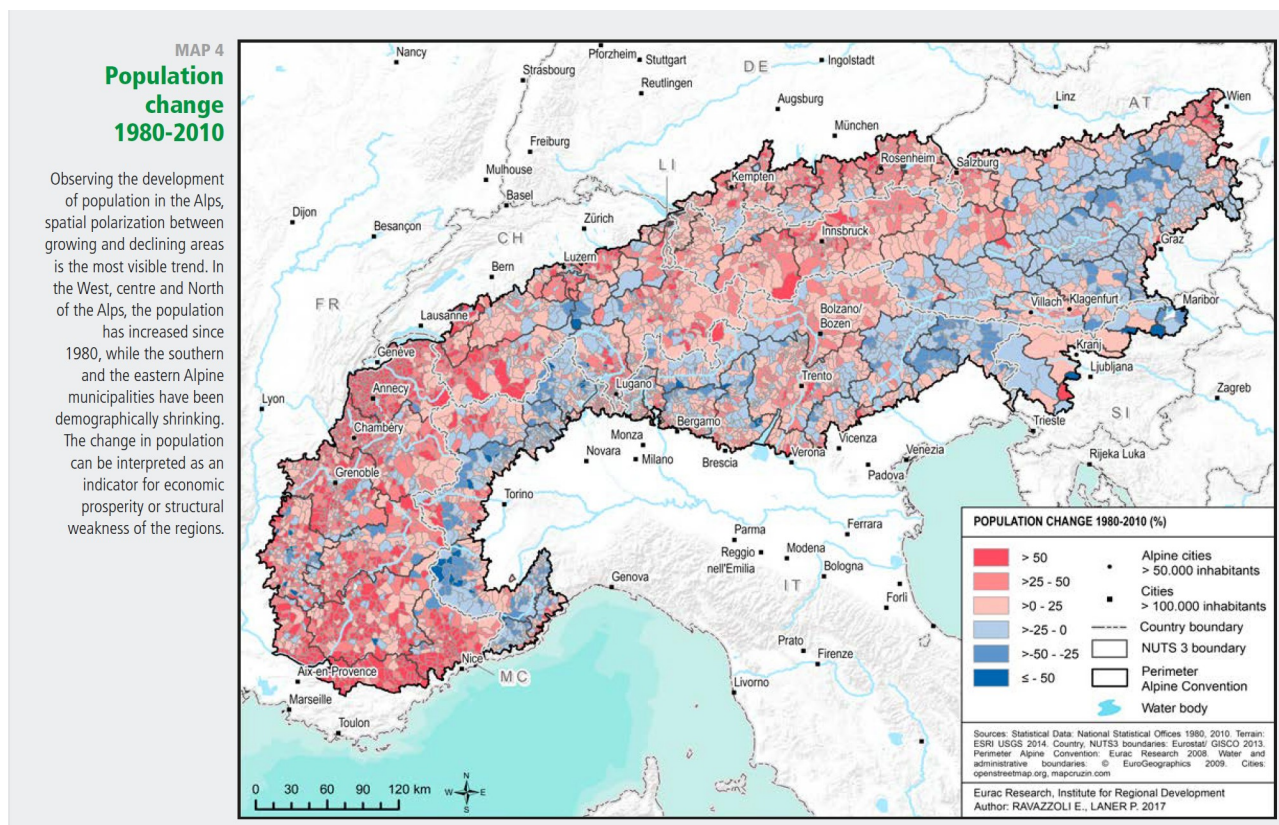 MAP 4
Population
change
1980-2010
Observing the development
of population in the Alps,
spatial polarization between
growing and declining areas
is the most visible trend. In
the West, centre and North
of the Alps, the population
has increased since
1980, while the southern
and the eastern Alpine
municipalities have been
demographically shrinking.
The change in population
can be interpreted as an
indicator for economic
prosperity or structural
weakness of the regions.
Nancy
Pforzheim
Stuttgart
DE
Ingolstadt
Strasbourg
Reutlingen
Augsburg
Linz
AT
Wien
München
Freiburg
Mulhouse
LI
Kempten
Rosenheim
Salzburg
Basel
Dijon
Besançon
Zürich
CH
Innsbruck
Graz
Luzern
Bern
FR
Lausanne
Bolzano/
Bozen
Villach
Klagenfurt
Maribor
Genève
Kranj
Ljubljana
Annecy
Lugano
Trento
Zagreb
Lyon
Chambéry
Bergamo
SI
Trieste
Monza
Novara
Milano
Brescia
Verona
Vicenza
Venezia
Padova
Rijeka Luka
Grenoble
Torino
Parma
Ferrara
Reggio
nell'Emilia
Modena
Bologna
IT
Genova
Forlì
Prato
Firenze
Nice
MC
Aix-en-Provence
Marseille
Toulon
Livorno
0 30 60 90 120 km
N
W E
S
POPULATION CHANGE 1980-2010 (%)
> 50
>25 - 50
>0 - 25
>-25 - 0
>-50 - -25
≤ - 50
Alpine cities
> 50.000 inhabitants
Cities
> 100.000 inhabitants
Country boundary
NUTS 3 boundary
Perimeter
Alpine Convention
Water body
Sources: Statistical Data: National Statistical Offices 1980, 2010. Terrain:
ESRI USGS 2014. Country, NUTS3 boundaries: Eurostat/ GISCO 2013.
Perimeter Alpine Convention: Eurac Research 2008. Water and
administrative boundaries: © EuroGeographics 2009. Cities:
openstreetmap.org, mapcruzin.com
Eurac Research, Institute for Regional Development
Author: RAVAZZOLI E., LANER P. 2017